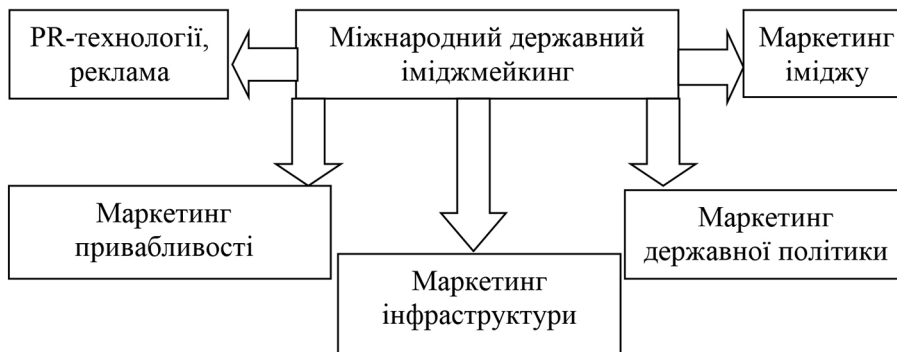 PR-технології,
реклама
Міжнародний державний
іміджмейкинг
Маркетинг
іміджу
Маркетинг
привабливості
Маркетинг
інфраструктури
Маркетинг
державної політики